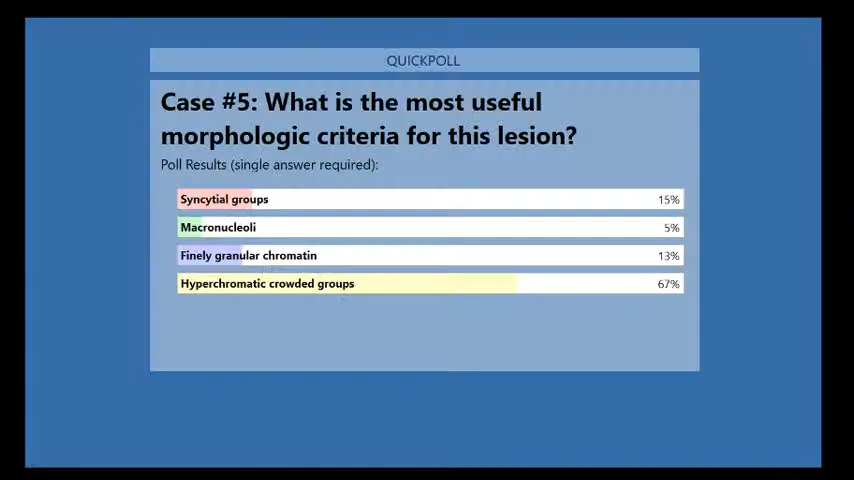 QUICKPOLL
Case #5: What is the most useful
morphologic criteria for this lesion?
Poll Results (single answer required):
Syncytial groups 15%
Macronucleoli 5%
Finely granular chromatin 13%
Hyperchromatic crowded groups 67%